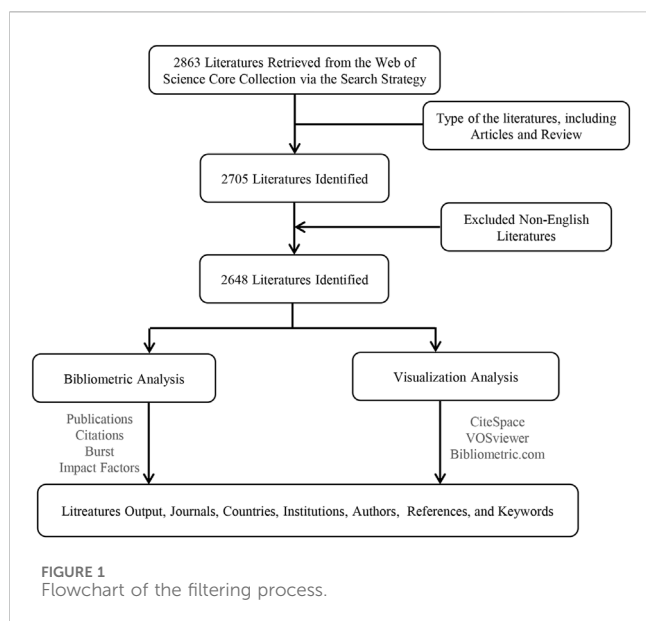 2863 Literatures Retrieved from the Web of
Science Core Collection via the Search Strategy
Type of the literatures, including
Articles and Review
2705 Literatures Identified
Excluded Non-English
Literatures
2648 Literatures Identified
Bibliometric Analysis
Visualization Analysis
Publications
Citations
Burst
Impact Factors
CiteSpace
VOSviewer
Bibliometric.com
Litreatures Output, Journals, Countries, Institutions, Authors, References, and Keywords
FIGURE 1
Flowchart of the filtering process.